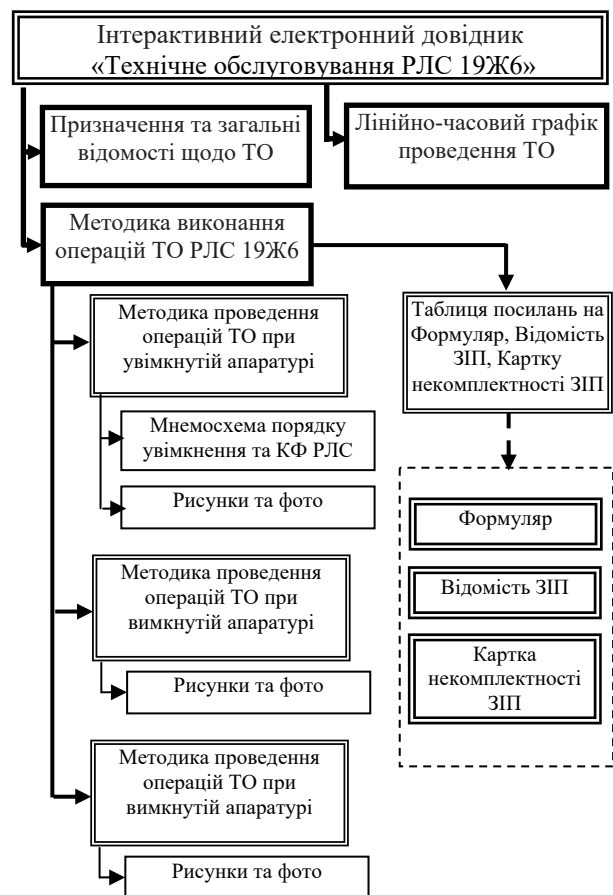 Інтерактивний електронний довідник
«Технічне обслуговування РЛС 19Ж6»
Призначення та загальні
відомості щодо ТО
Лінійно-часовий графік
проведення ТО
Методика виконання
операцій ТО РЛС 19Ж6
Методика проведення
операцій ТО при
увімкнутій апаратурі
Мнемосхема порядку
увімкнення та КФ РЛС
Рисунки та фото
Методика проведення
операцій ТО при
вимкнутій апаратурі
Рисунки та фото
Методика проведення
операцій ТО при
вимкнутій апаратурі
Рисунки та фото
Таблиця посилань на
Формуляр, Відомість
ЗІП, Картку
некомплектності ЗІП
Формуляр
Відомість ЗІП
Картка
некомплектності
ЗІП